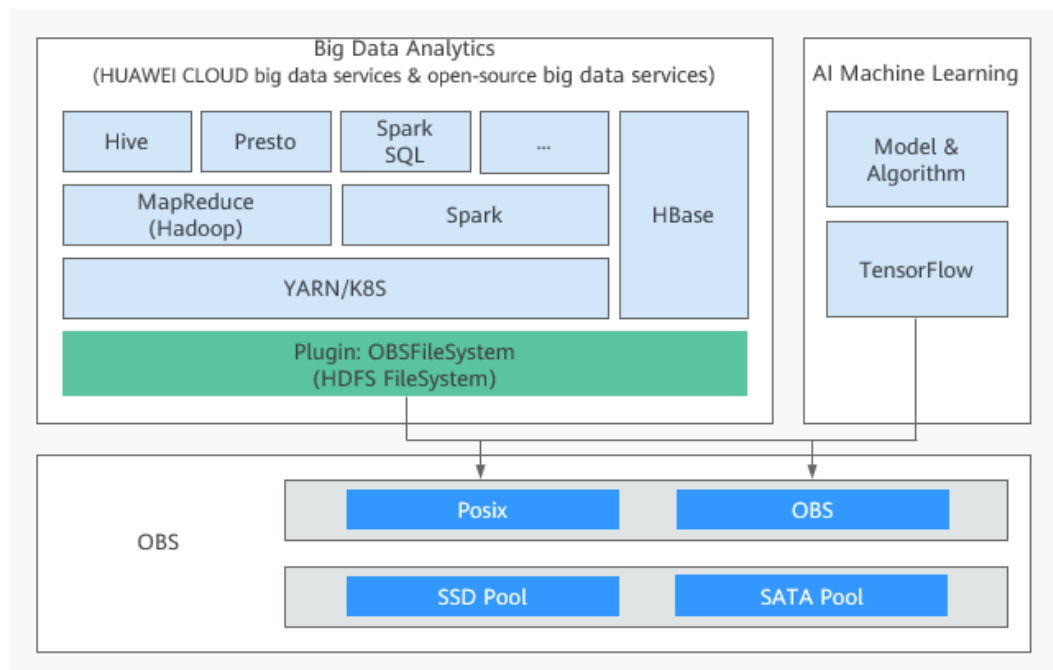 Big Data Analytics
(HUAWEI CLOUD big data services & open-source big data services)
Hive
Presto
Spark
SQL
...
MapReduce
(Hadoop)
Spark
HBase
YARN/K8S
Plugin: OBSFileSystem
(HDFS FileSystem)
AI Machine Learning
Model &
Algorithm
TensorFlow
OBS
Posix
OBS
SSD Pool
SATA Pool